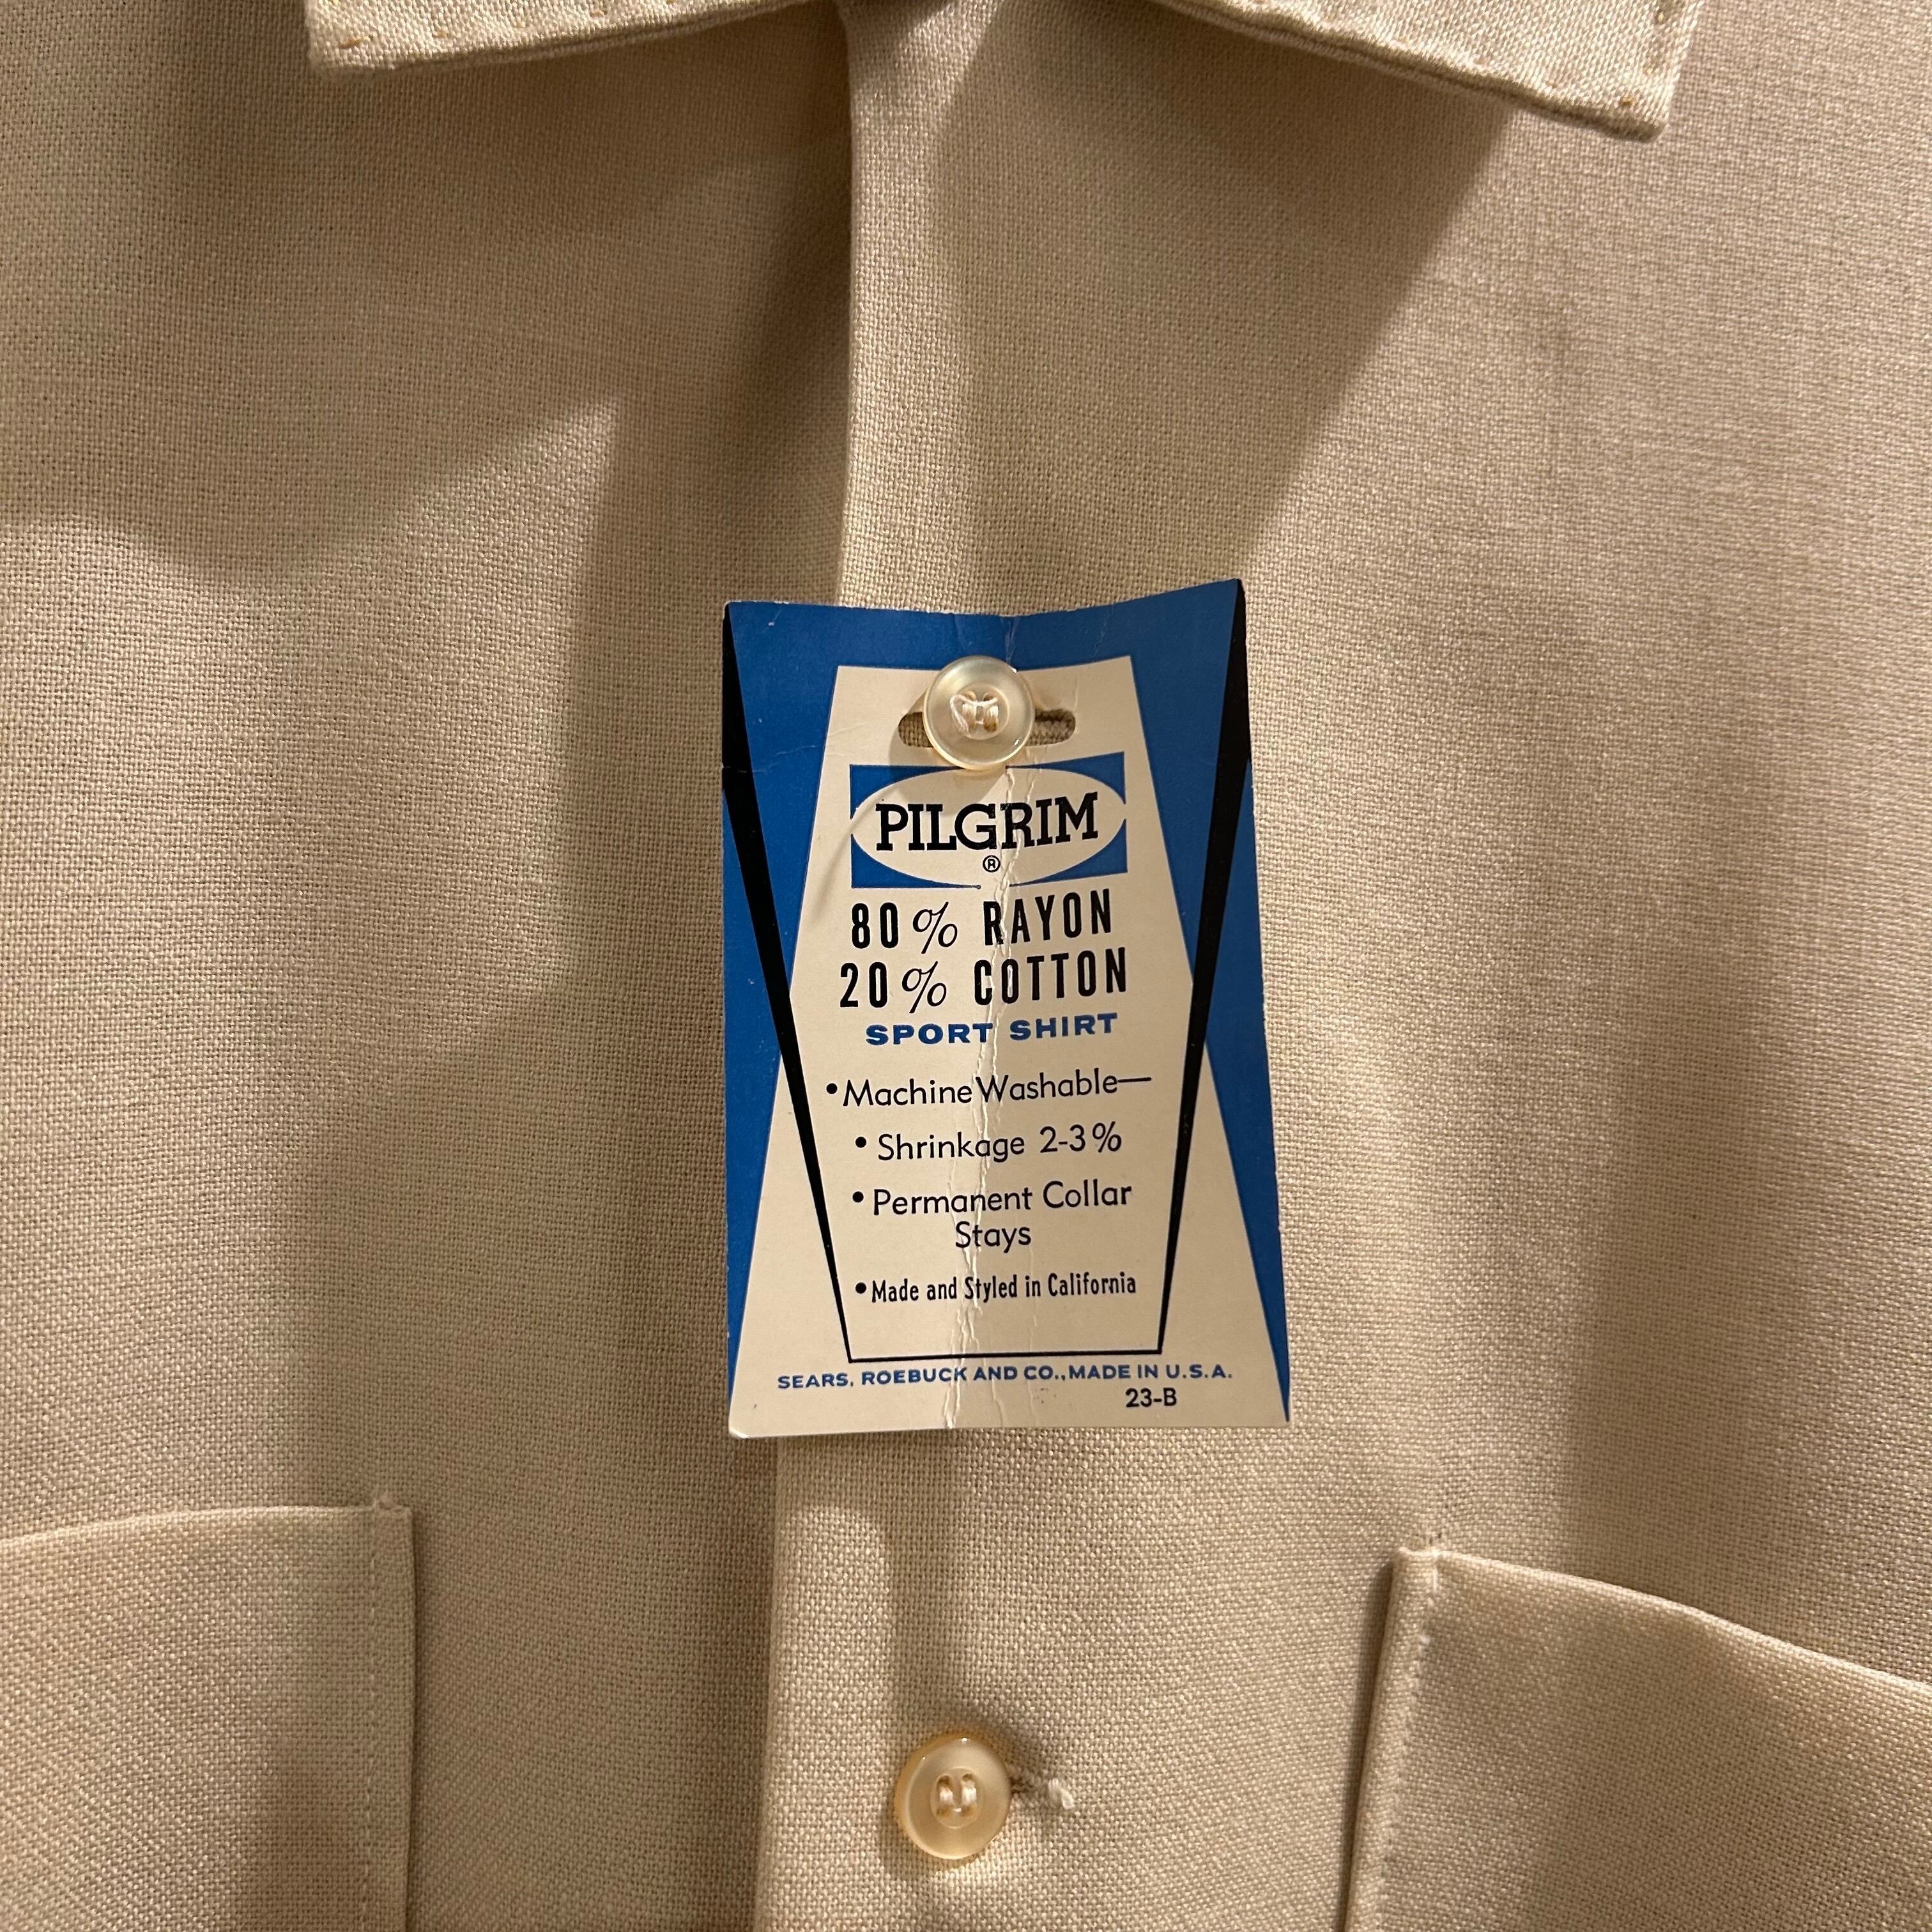 PILGRIM
®
80% RAYON
20% COTTON
SPORT SHIRT
• Machine Washable—
• Shrinkage 2-3%
• Permanent Collar
Stays
• Made and Styled in California
SEARS, ROEBUCK AND CO., MADE IN U.S.A.
23-B